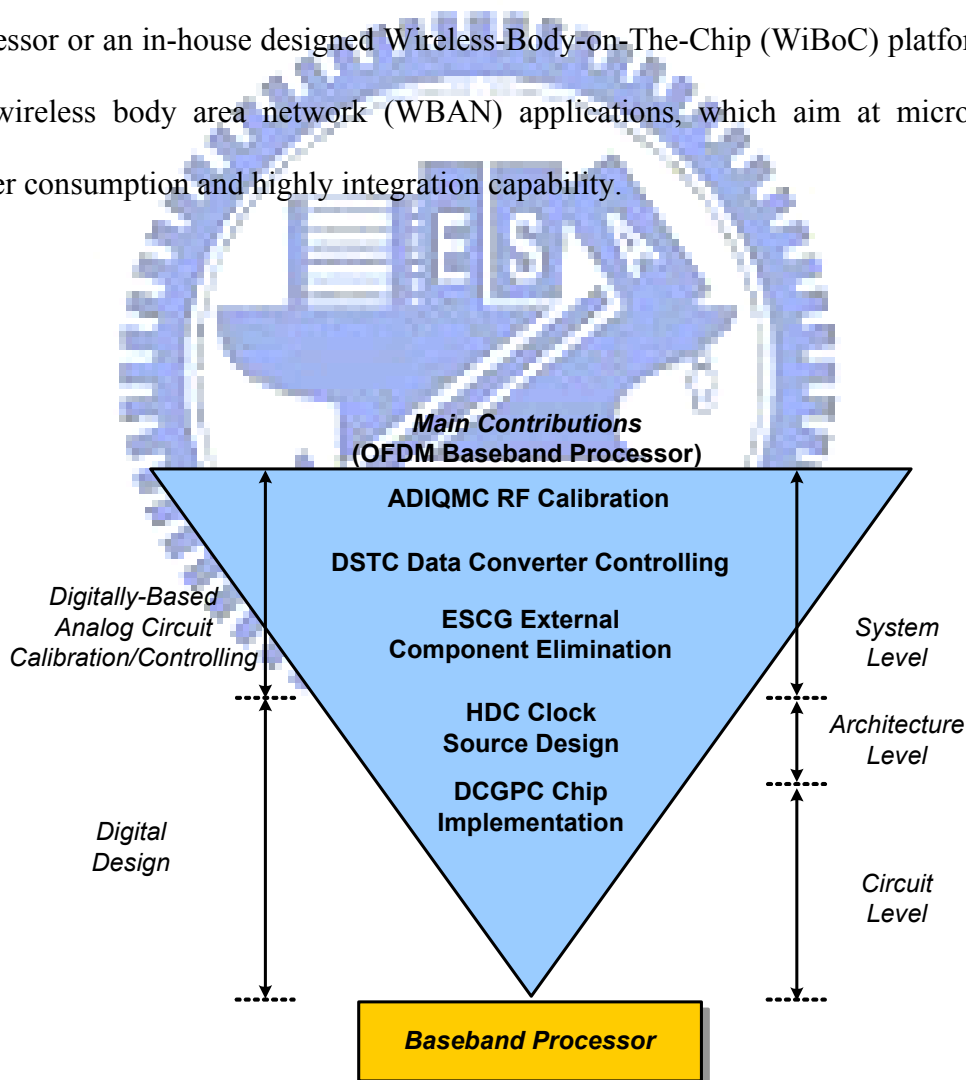 essor or an in-house designed Wireless-Body-on-The-Chip (WiBoC) platfor
wireless body area network (WBAN) applications, which aim at micro
er consumption and highly integration capability.
E S A
Main Contributions
(OFDM Baseband Processor)
ADIQMC RF Calibration
DSTC Data Converter Controlling
Digitally-Based
Analog Circuit
Calibration/Controlling
ESCG External
Component Elimination
System
Level
HDC Clock
Source Design
Architecture
Level
DCGPC Chip
Implementation
Digital
Design
Circuit
Level
Baseband Processor